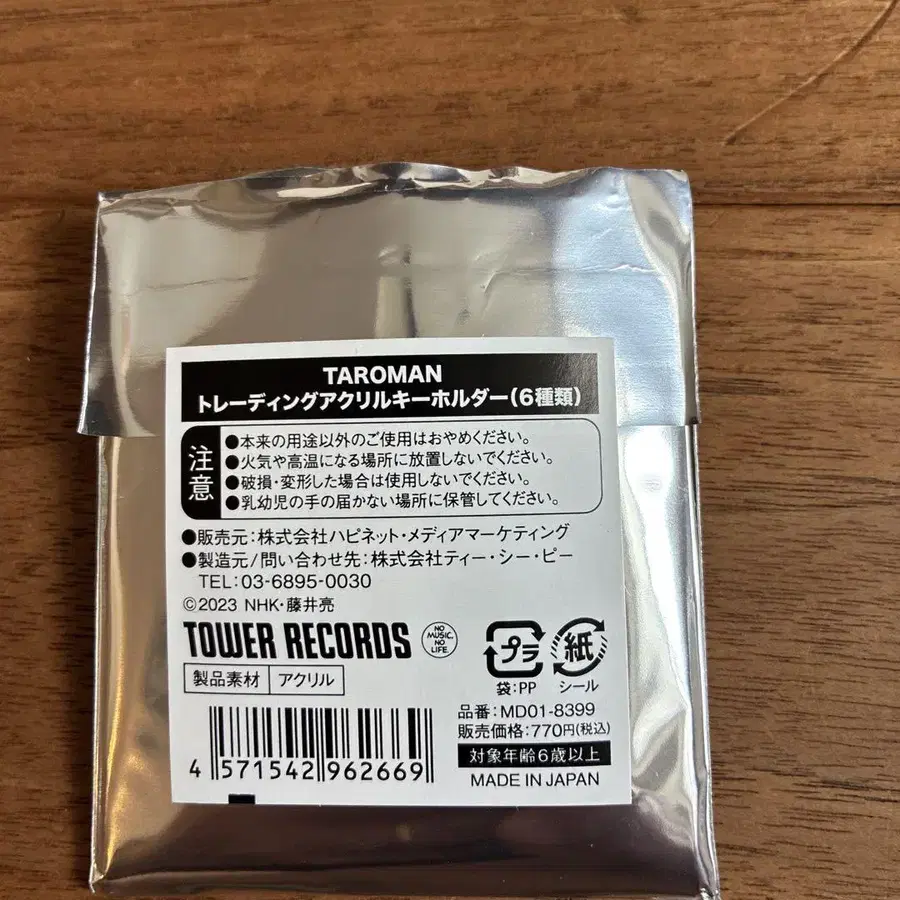 TAROMAN
トレーディングアクリルキーホルダー(6種類)
注意
●本来の用途以外のご使用はおやめください。
●火気や高温になる場所に放置しないでください。
●破損・変形した場合は使用しないでください。
●乳幼児の手の届かない場所に保管してください。
●販売元:株式会社ハピネット・メディアマーケティング
●製造元/問い合わせ先:株式会社ティー・シー・ピー
TEL:03-6895-0030
©2023 NHK・藤井亮
TOWER RECORDS
NO MUSIC, NO LIFE.
プラ
紙
袋:PP
シール
製品素材 アクリル
品番:MD01-8399
販売価格:770円(税込)
対象年齢6歳以上
MADE IN JAPAN
4 571542 962669